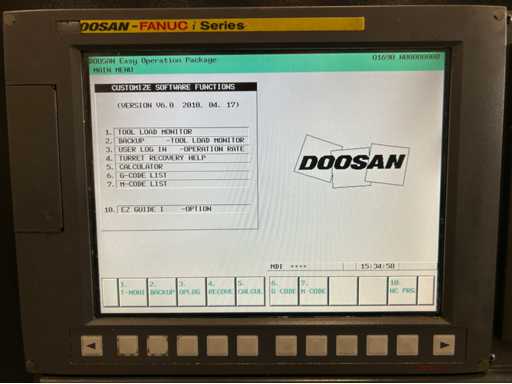 DOOSAN-FANUC i Series
DOOSAN Easy Operation Package
O1690 N00000000
MAIN MENU
CUSTOMIZE SOFTWARE FUNCTIONS
(VERSION V6.0 2010. 04. 17)
1. TOOL LOAD MONITOR
2. BACKUP -TOOL LOAD MONITOR
3. USER LOG IN -OPERATION RATE
4. TURRET RECOVERY HELP
5. CALCULATOR
6. G-CODE LIST
7. M-CODE LIST
10. EZ GUIDE I -OPTION
DOOSAN
MDI ****
15:34:58
1. 2. 3. 4. 5. 6. 7. 10.
T-MONI BACKUP OPLOG RECOVE CALCUL G CODE M CODE NC PRG